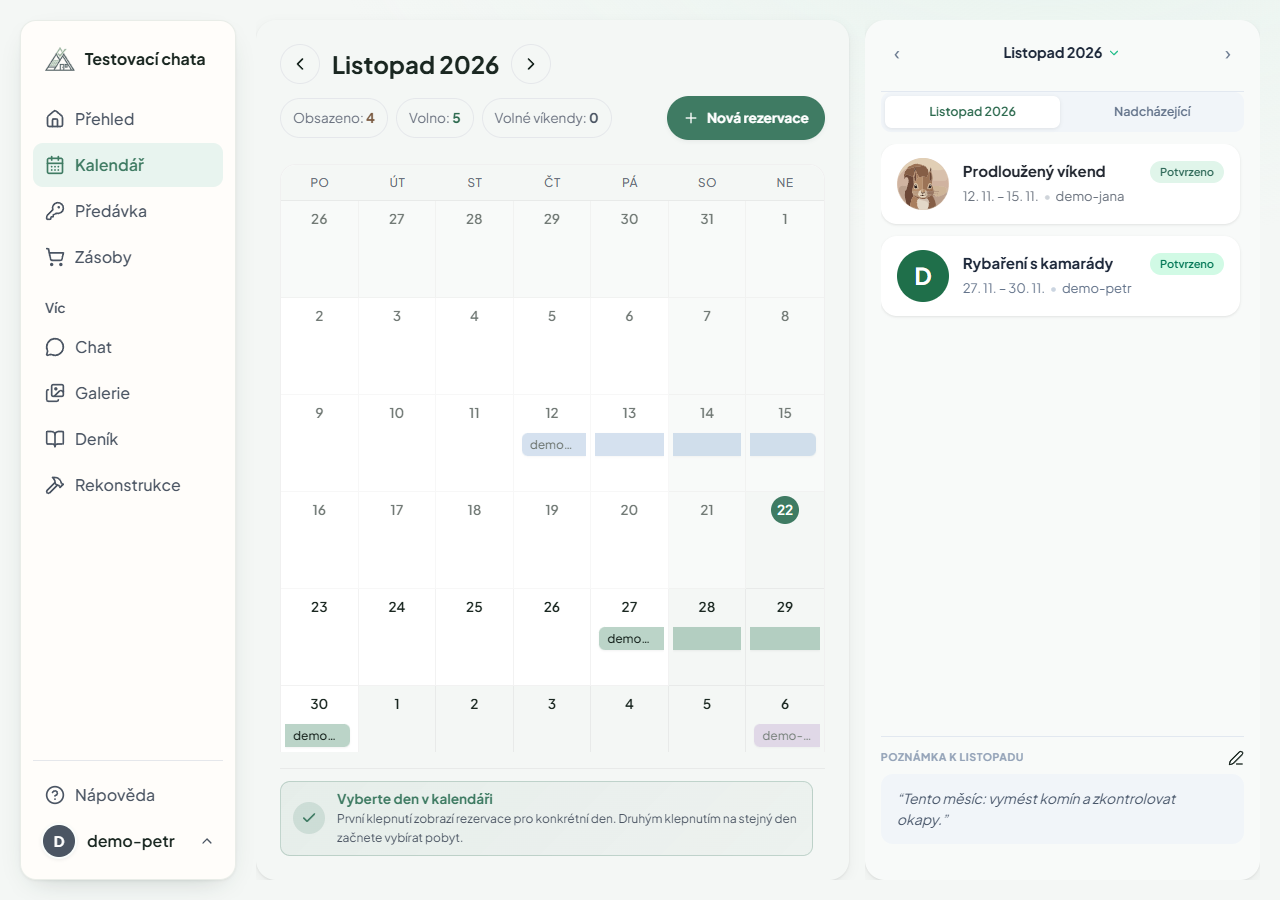 Testovací chata
Přehled
Kalendář
Předávka
Zásoby
Víc
Chat
Galerie
Deník
Rekonstrukce
Nápověda
D demo-petr
Listopad 2026
Obsazeno: 4 Volno: 5 Volné víkendy: 0
+ Nová rezervace
PO ÚT ST ČT PÁ SO NE
26 27 28 29 30 31 1
2 3 4 5 6 7 8
9 10 11 12 13 14 15
demo…
16 17 18 19 20 21 22
23 24 25 26 27 28 29
demo…
30 1 2 3 4 5 6
demo… demo-…
Vyberte den v kalendáři
První klepnutí zobrazí rezervace pro konkrétní den. Druhým klepnutím na stejný den
začnete vybírat pobyt.
‹ Listopad 2026 ›
Listopad 2026 Nadcházející
Prodloužený víkend Potvrzeno
12. 11. – 15. 11. • demo-jana
D
Rybaření s kamarády Potvrzeno
27. 11. – 30. 11. • demo-petr
POZNÁMKA K LISTOPADU
“Tento měsíc: vymést komín a zkontrolovat
okapy.”